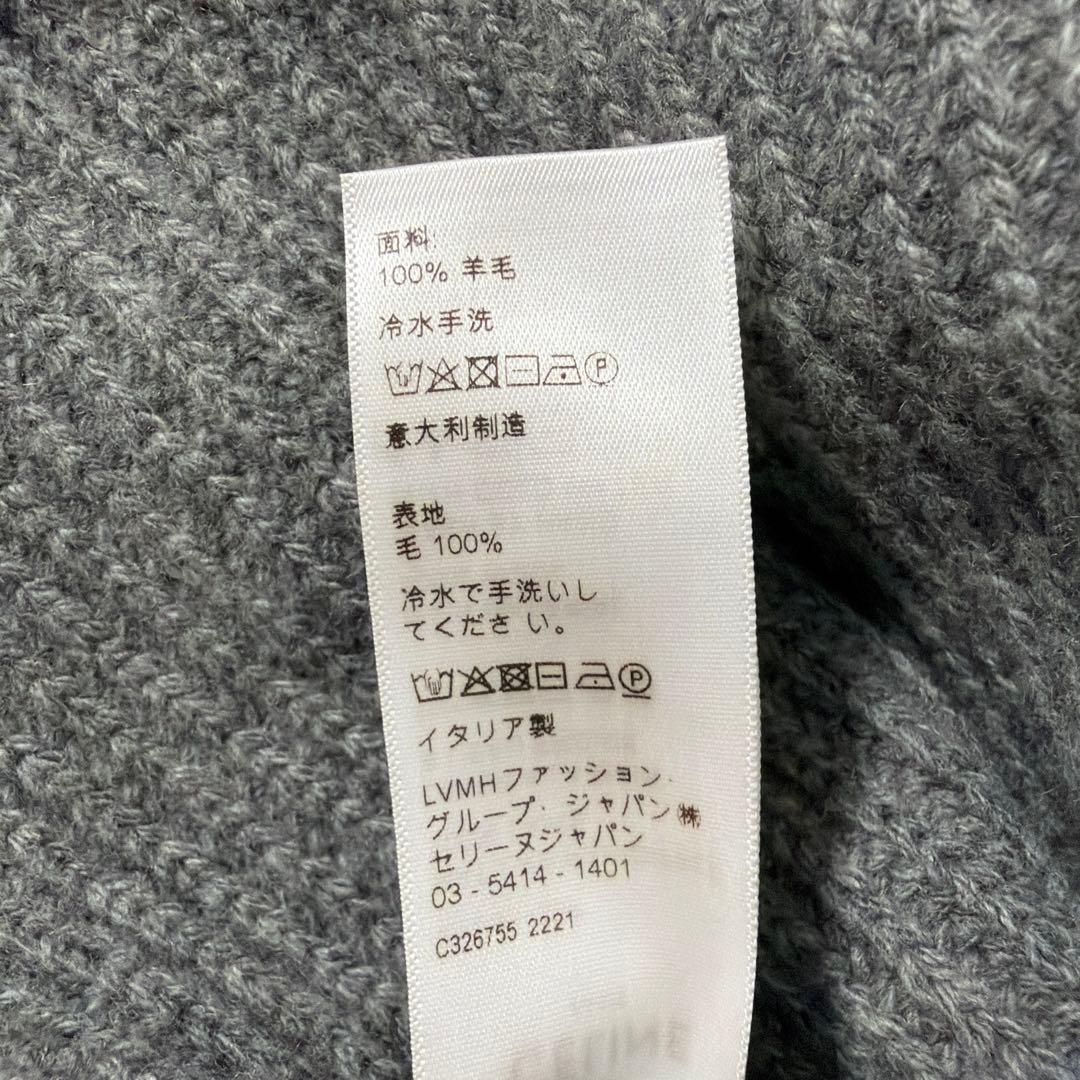 面料:
100% 羊毛
冷水手洗
P
意大利制造
表地
毛 100%
冷水で手洗いし
てくださ い。
P
イタリア製
LVMHファッション・
グループ・ジャパン㈱
セリーヌジャパン
03 - 5414 - 1401
C326755 2221